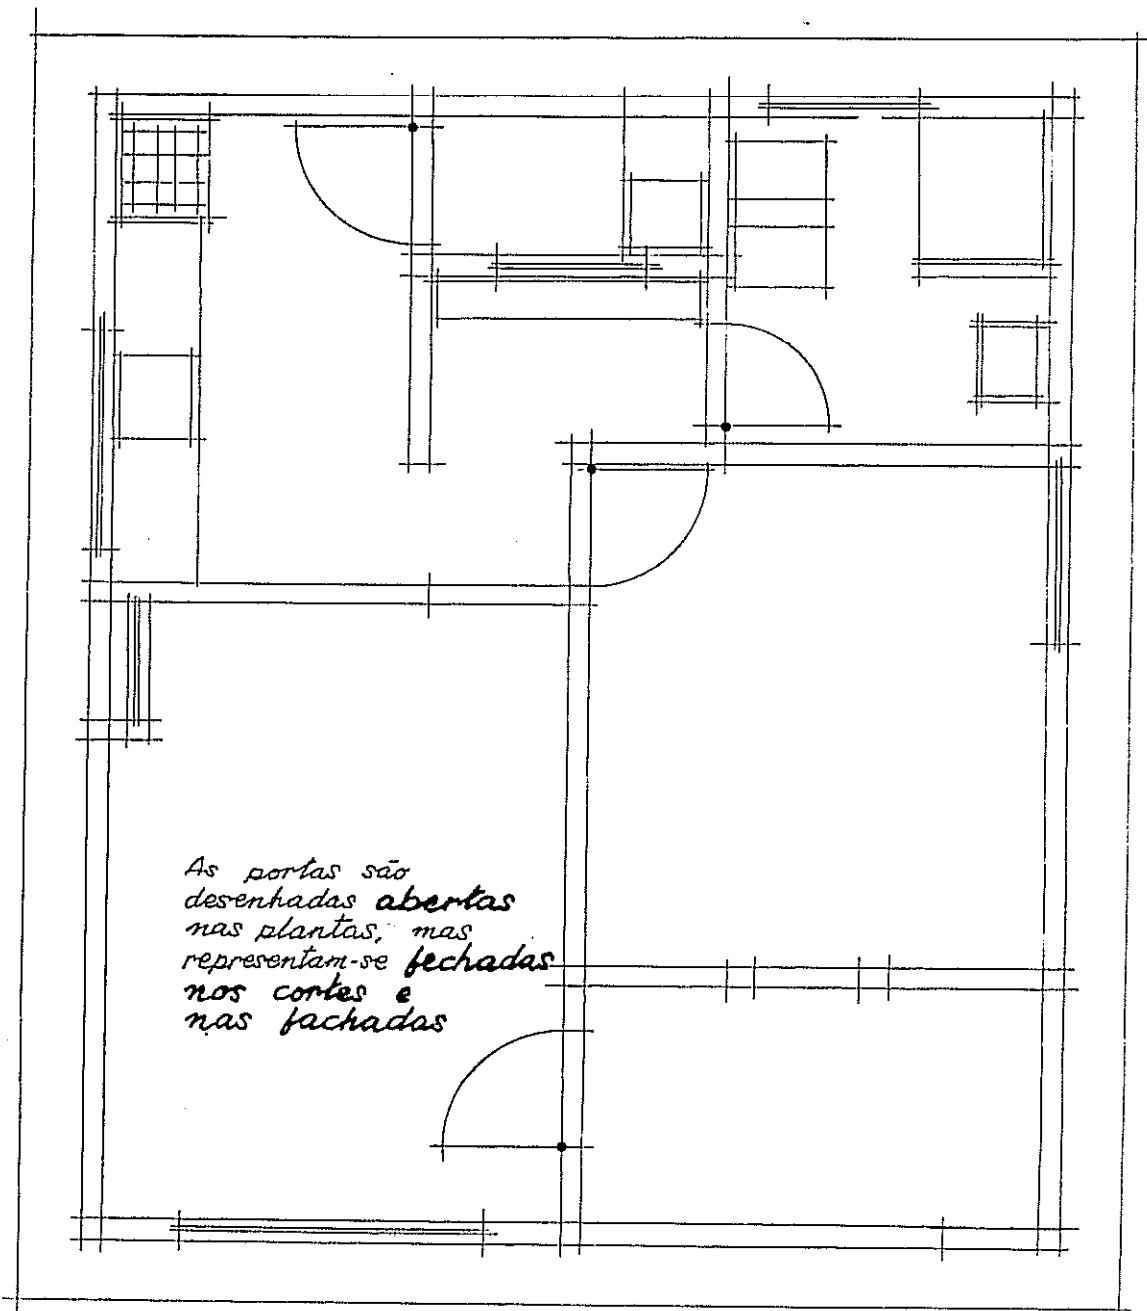 As portas são
desenhadas abertas
nas plantas, mas
representam-se fechadas
nos cortes e
nas fachadas